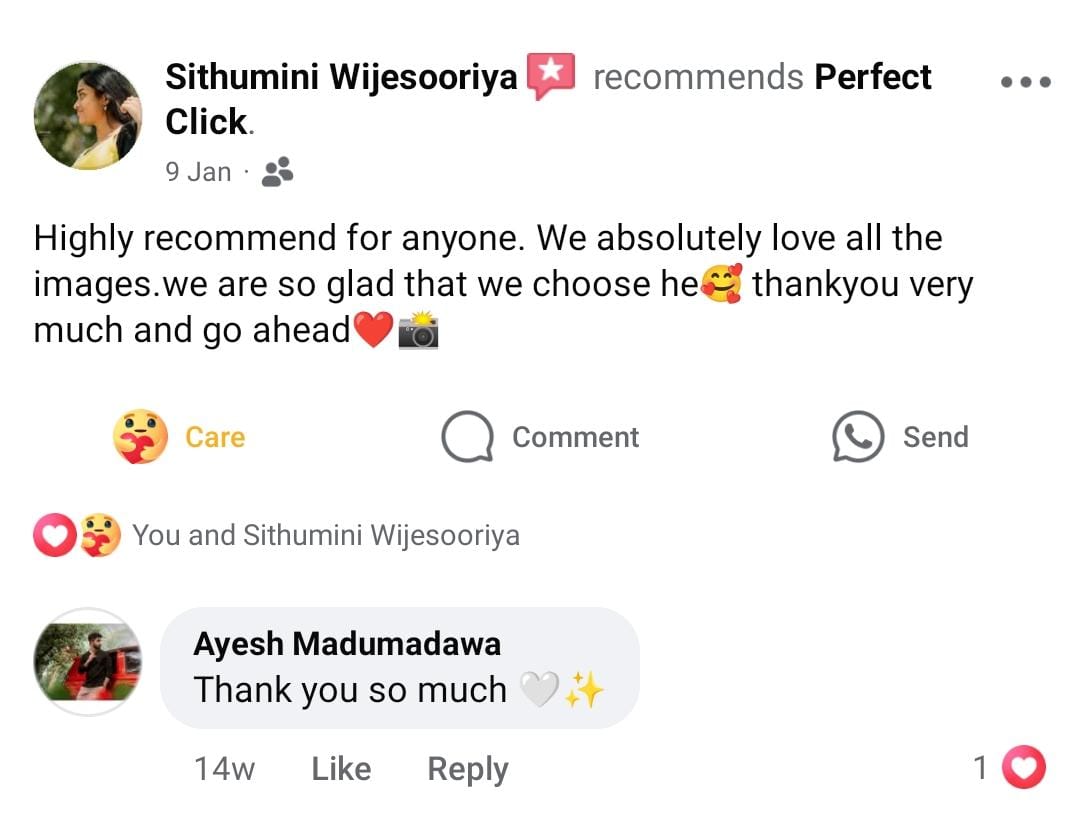 Sithumini Wijesooriya recommends Perfect
Click.
9 Jan ·
Highly recommend for anyone. We absolutely love all the
images.we are so glad that we choose he🥰 thankyou very
much and go ahead❤️📸
Care Comment Send
You and Sithumini Wijesooriya
Ayesh Madumadawa
Thank you so much 🤍✨
14w Like Reply 1